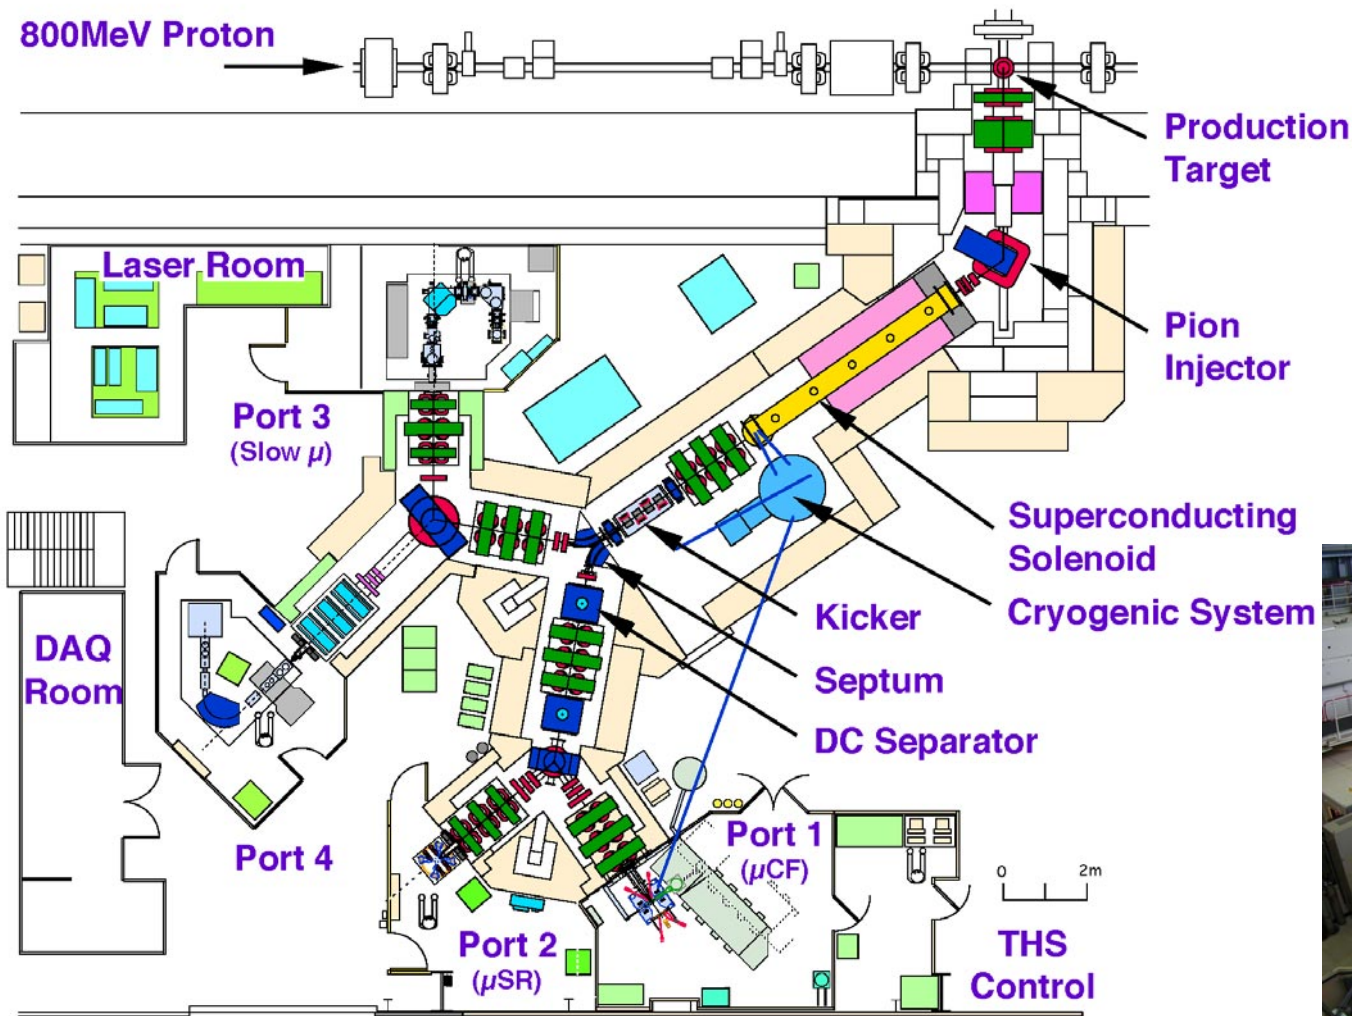 800MeV Proton
Production
Target
Laser Room
Pion
Injector
Port 3
(Slow µ)
Superconducting
Solenoid
Kicker
Cryogenic System
DAQ
Room
Septum
DC Separator
Port 4
Port 1
(µCF)
0 2m
Port 2
(µSR)
THS
Control